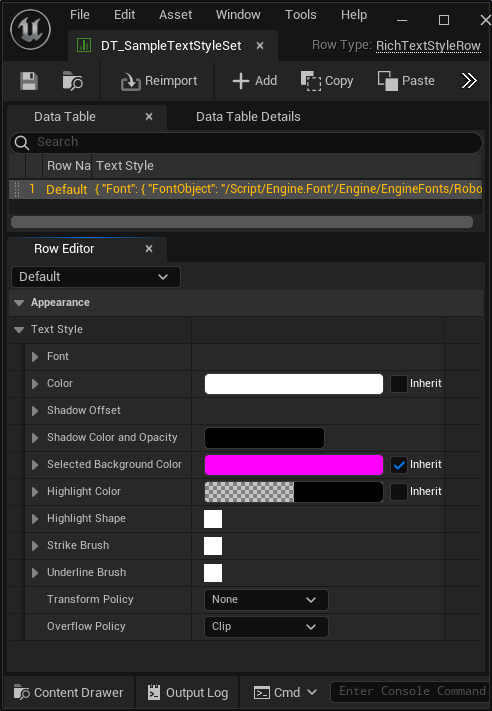 File Edit Asset Window Tools Help
DT_SampleTextStyleSet Row Type: RichTextStyleRow
Reimport Add Copy Paste
Data Table Data Table Details
Search
Row Na Text Style
1 Default { "Font": { "FontObject": "/Script/Engine.Font'/Engine/EngineFonts/Robo
Row Editor
Default
Appearance
Text Style
Font
Color Inherit
Shadow Offset
Shadow Color and Opacity
Selected Background Color Inherit
Highlight Color Inherit
Highlight Shape
Strike Brush
Underline Brush
Transform Policy None
Overflow Policy Clip
Content Drawer Output Log Cmd Enter Console Command